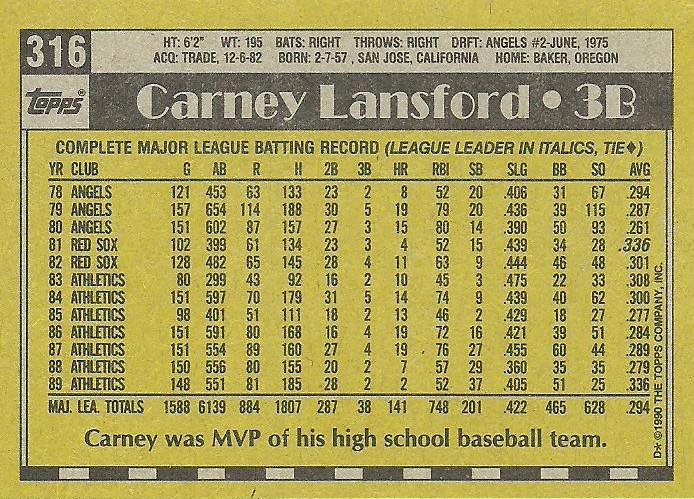 316
HT: 6'2" WT: 195 BATS: RIGHT THROWS: RIGHT DRFT: ANGELS #2-JUNE, 1975
ACQ: TRADE, 12-6-82 BORN: 2-7-57, SAN JOSE, CALIFORNIA HOME: BAKER, OREGON
TOPPS® Carney Lansford • 3B
COMPLETE MAJOR LEAGUE BATTING RECORD (LEAGUE LEADER IN ITALICS, TIE♦)
YR CLUB G AB R H 2B 3B HR RBI SB SLG BB SO AVG
78 ANGELS 121 453 63 133 23 2 8 52 20 .406 31 67 .294
79 ANGELS 157 654 114 188 30 5 19 79 20 .436 39 115 .287
80 ANGELS 151 602 87 157 27 3 15 80 14 .390 50 93 .261
81 RED SOX 102 399 61 134 23 3 4 52 15 .439 34 28 .336
82 RED SOX 128 482 65 145 28 4 11 63 9 .444 46 48 .301
83 ATHLETICS 80 299 43 92 16 2 10 45 3 .475 22 33 .308
84 ATHLETICS 151 597 70 179 31 5 14 74 9 .439 40 62 .300
85 ATHLETICS 98 401 51 111 18 2 13 46 2 .429 18 27 .277
86 ATHLETICS 151 591 80 168 16 4 19 72 16 .421 39 51 .284
87 ATHLETICS 151 554 89 160 27 4 19 76 27 .455 60 44 .289
88 ATHLETICS 150 556 80 155 20 2 7 57 29 .360 35 35 .279
89 ATHLETICS 148 551 81 185 28 2 2 52 37 .405 51 25 .336
MAJ. LEA. TOTALS 1588 6139 884 1807 287 38 141 748 201 .422 465 628 .294
Carney was MVP of his high school baseball team.
D* ©1990 THE TOPPS COMPANY, INC.